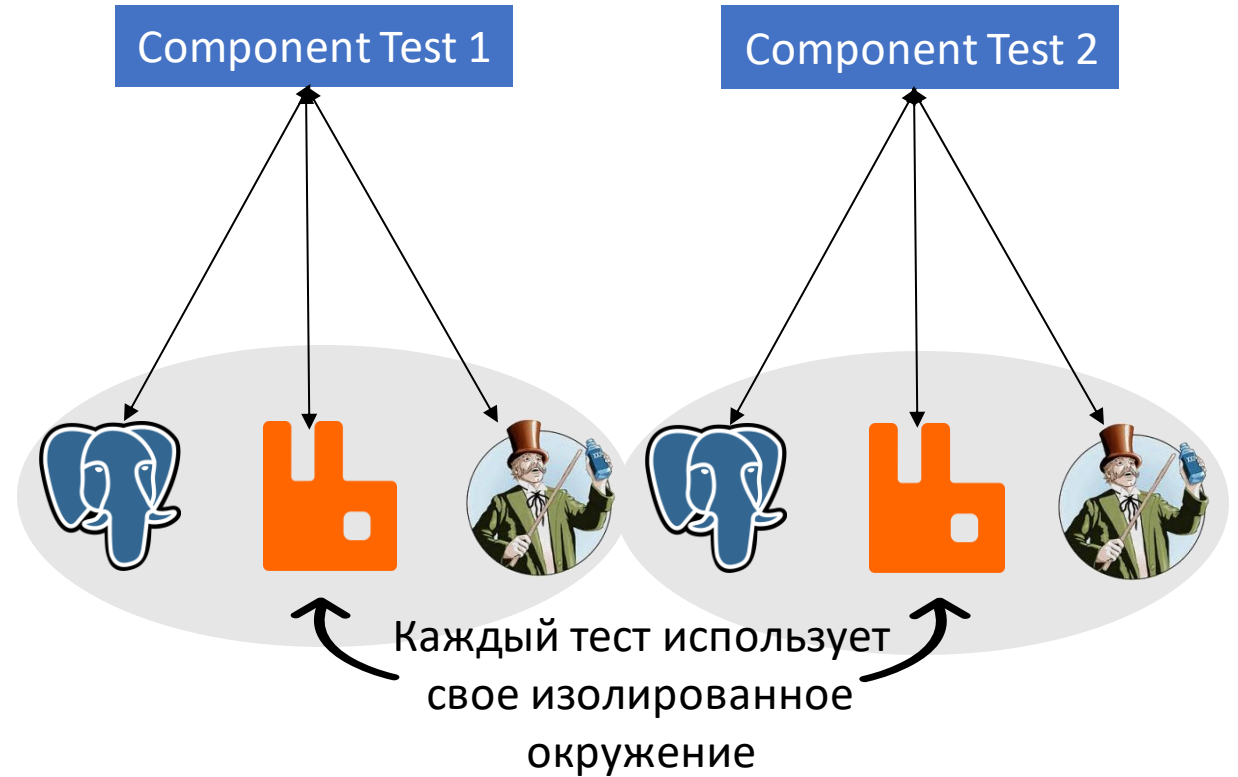 Component Test 1
Component Test 2
Каждый тест использует
свое изолированное
окружение